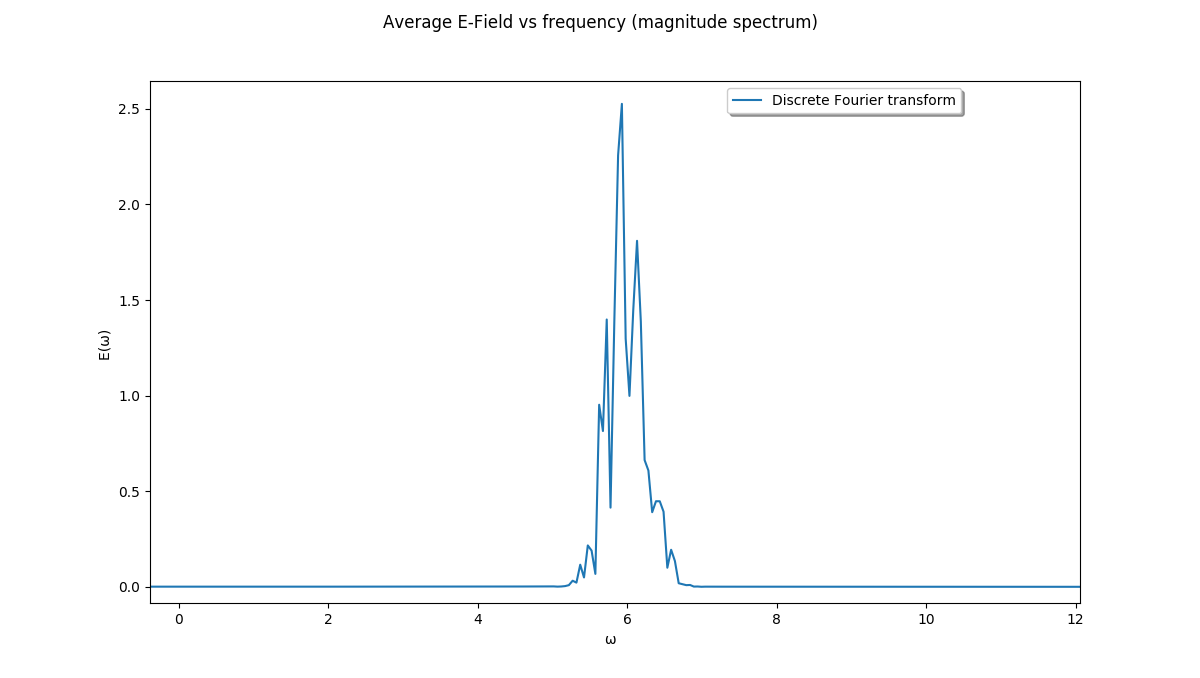 Average E-Field vs frequency (magnitude spectrum)
Discrete Fourier transform
2.5
2.0
1.5
1.0
0.5
0.0
E(ω)
0 2 4 6 8 10 12
ω